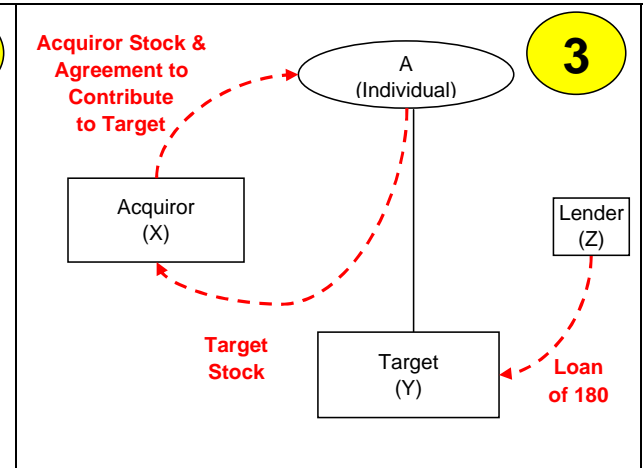 Acquiror Stock &
Agreement to
Contribute
to Target
A
(Individual)
3
Acquiror
(X)
Lender
(Z)
Target
Stock
Target
(Y)
Loan
of 180